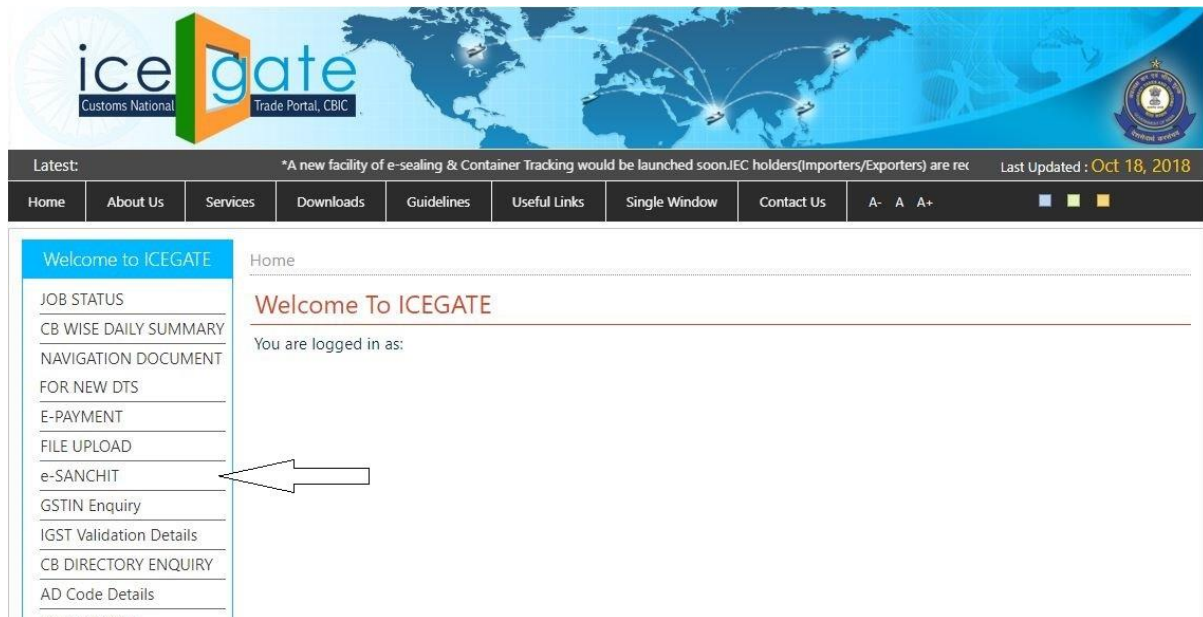 ice gate
Customs National Trade Portal, CBIC
Latest: *A new facility of e-sealing & Container Tracking would be launched soon.IEC holders(Importers/Exporters) are rec Last Updated : Oct 18, 2018
Home About Us Services Downloads Guidelines Useful Links Single Window Contact Us A- A A+
Welcome to ICEGATE
JOB STATUS
CB WISE DAILY SUMMARY
NAVIGATION DOCUMENT
FOR NEW DTS
E-PAYMENT
FILE UPLOAD
e-SANCHIT
GSTIN Enquiry
IGST Validation Details
CB DIRECTORY ENQUIRY
AD Code Details
Home
Welcome To ICEGATE
You are logged in as: